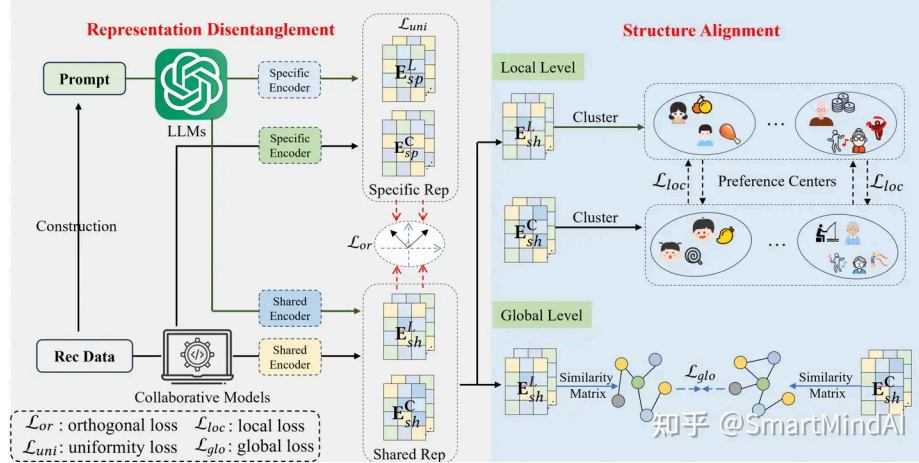 Representation Disentanglement
Structure Alignment
Prompt
LLMs
Specific
Encoder
Specific
Encoder
Construction
Rec Data
Collaborative Models
Shared
Encoder
Shared
Encoder
ℒuni
E^L_sp
E^C_sp
Specific Rep
ℒor
E^L_sh
E^C_sh
Shared Rep
ℒor: orthogonal loss ℒloc: local loss
ℒuni: uniformity loss ℒglo: global loss
Local Level
E^L_sh
Cluster
...
ℒloc
Preference Centers
ℒloc
E^C_sh
Cluster
...
Global Level
E^L_sh
Similarity
Matrix
ℒglo
Similarity
Matrix
E^C_sh
知乎 @SmartMindAI